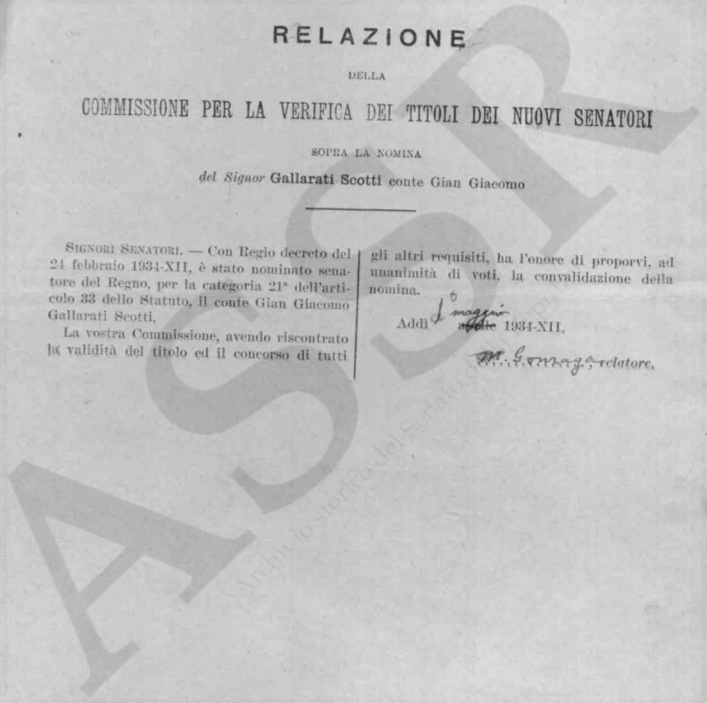 RELAZIONE
DELLA
COMMISSIONE PER LA VERIFICA DEI TITOLI DEI NUOVI SENATORI
SOPRA LA NOMINA
del Signor Gallarati Scotti conte Gian Giacomo
SIGNORI SENATORI. — Con Regio decreto del
24 febbraio 1934-XII, è stato nominato sena-
tore del Regno, per la categoria 21ª dell'arti-
colo 33 dello Statuto, il conte Gian Giacomo
Gallarati Scotti.
La vostra Commissione, avendo riscontrato
la validità del titolo ed il concorso di tutti
gli altri requisiti, ha l'onore di proporvi, ad
unanimità di voti, la convalidazione della
nomina.
maggio
Addì aprile 1934-XII.
M. Gonzaga, relatore.
ASSR
Archivio storico del Senato